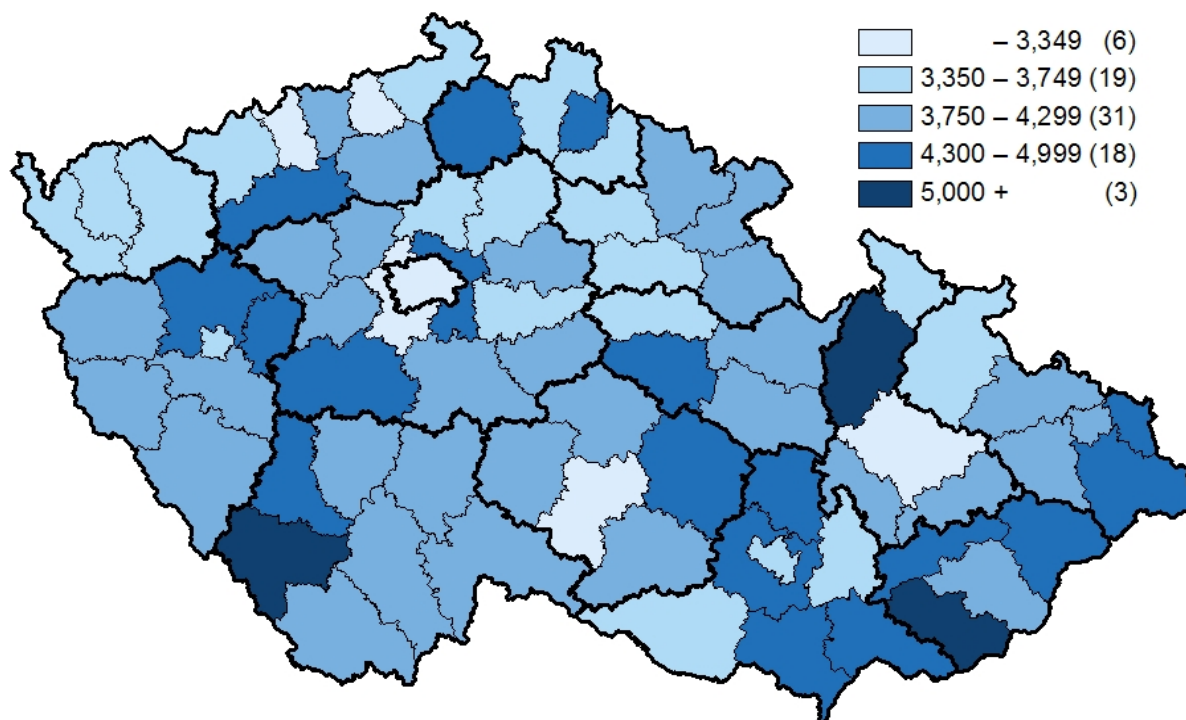 – 3,349 (6)
3,350 – 3,749 (19)
3,750 – 4,299 (31)
4,300 – 4,999 (18)
5,000 + (3)